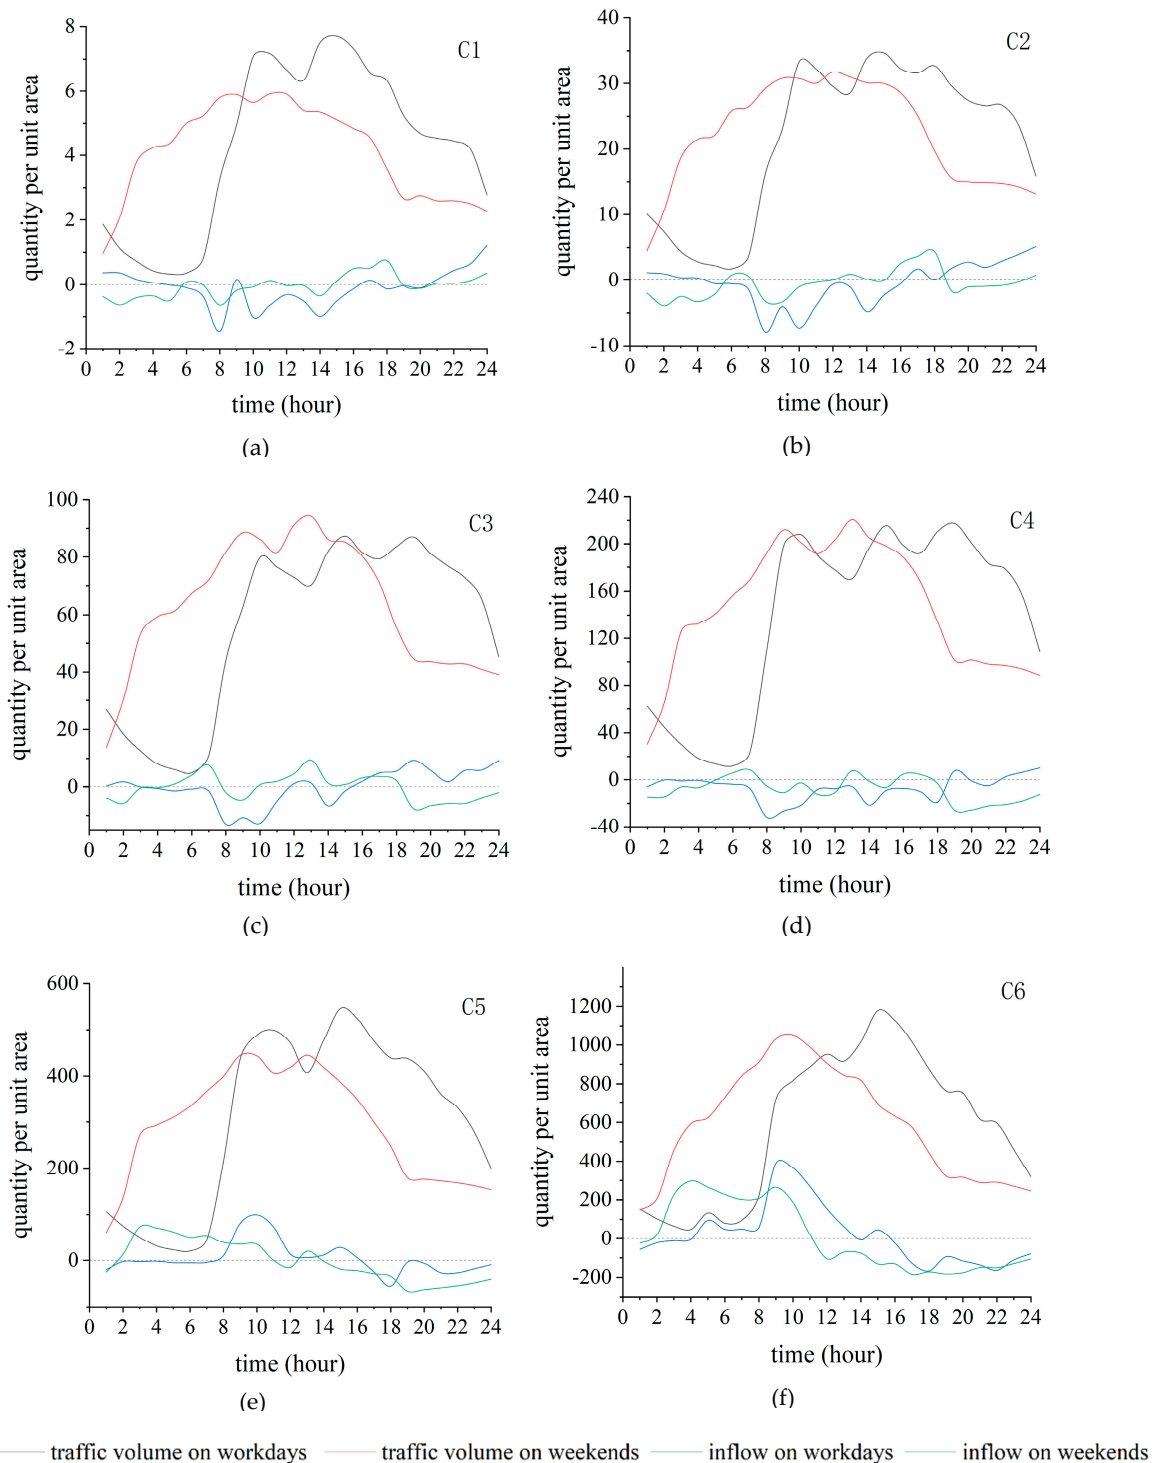 C1
quantity per unit area
8
6
4
2
0
-2
0 2 4 6 8 10 12 14 16 18 20 22 24
time (hour)
(a)
C2
quantity per unit area
40
30
20
10
0
-10
0 2 4 6 8 10 12 14 16 18 20 22 24
time (hour)
(b)
C3
quantity per unit area
100
80
60
40
20
0
0 2 4 6 8 10 12 14 16 18 20 22 24
time (hour)
(c)
C4
quantity per unit area
240
200
160
120
80
40
0
-40
0 2 4 6 8 10 12 14 16 18 20 22 24
time (hour)
(d)
C5
quantity per unit area
600
400
200
0
0 2 4 6 8 10 12 14 16 18 20 22 24
time (hour)
(e)
C6
quantity per unit area
1200
1000
800
600
400
200
0
-200
0 2 4 6 8 10 12 14 16 18 20 22 24
time (hour)
(f)
traffic volume on workdays traffic volume on weekends inflow on workdays inflow on weekends